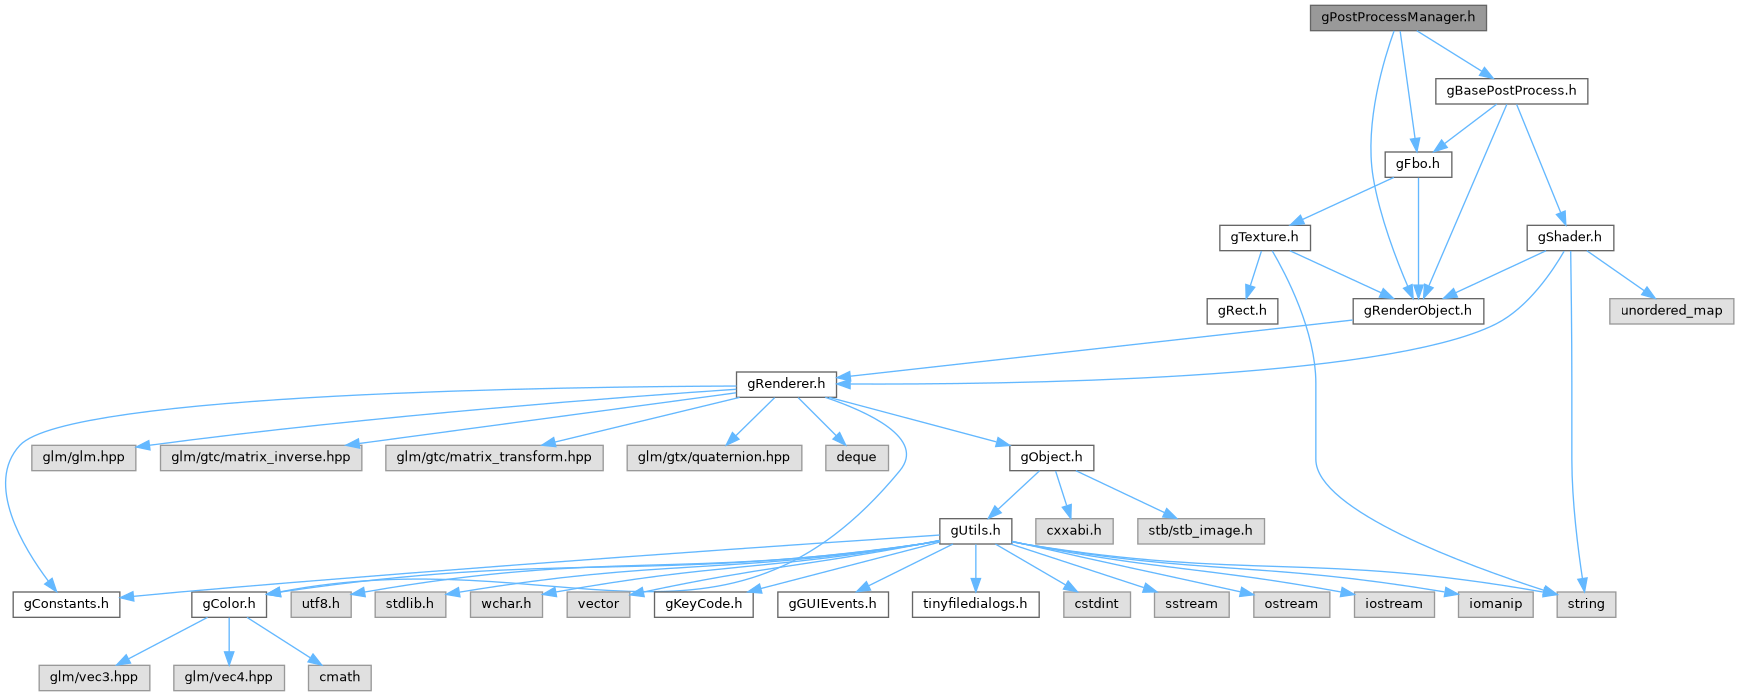 gPostProcessManager.h
gBasePostProcess.h
gFbo.h
gTexture.h
gShader.h
gRect.h
gRenderObject.h
unordered_map
gRenderer.h
glm/glm.hpp
glm/gtc/matrix_inverse.hpp
glm/gtc/matrix_transform.hpp
glm/gtx/quaternion.hpp
deque
gObject.h
gUtils.h
cxxabi.h
stb/stb_image.h
gConstants.h
gColor.h
utf8.h
stdlib.h
wchar.h
vector
gKeyCode.h
gGUIEvents.h
tinyfiledialogs.h
cstdint
sstream
ostream
iostream
iomanip
string
glm/vec3.hpp
glm/vec4.hpp
cmath